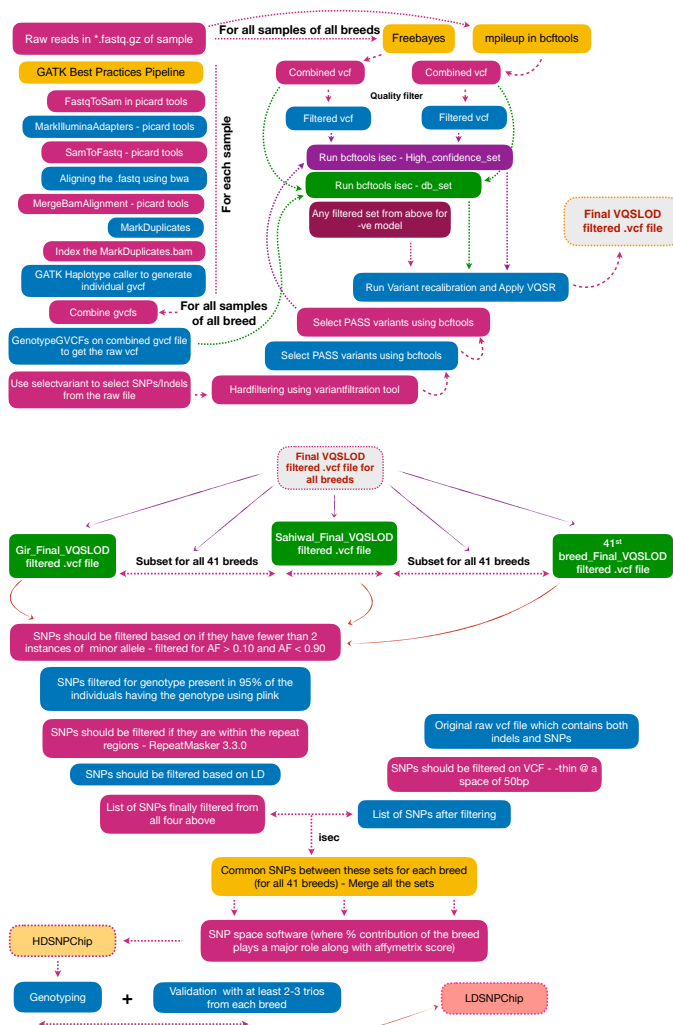 Raw reads in *.fastq.gz of sample
For all samples of all breeds
Freebayes
mpileup in bcftools
GATK Best Practices Pipeline
Combined vcf
Combined vcf
FastqToSam in picard tools
Quality filter
MarkIlluminaAdapters - picard tools
Filtered vcf
Filtered vcf
SamToFastq - picard tools
For each sample
Run bcftools isec - High_confidence_set
Aligning the .fastq using bwa
Run bcftools isec - db_set
MergeBamAlignment - picard tools
Any filtered set from above for
-ve model
Final VQSLOD
filtered .vcf file
MarkDuplicates
Index the MarkDuplicates.bam
GATK Haplotype caller to generate
individual gvcf
Run Variant recalibration and Apply VQSR
Combine gvcfs
For all samples
of all breed
Select PASS variants using bcftools
GenotypeGVCFs on combined gvcf file
to get the raw vcf
Select PASS variants using bcftools
Use selectvariant to select SNPs/Indels
from the raw file
Hardfiltering using variantfiltration tool
Final VQSLOD
filtered .vcf file for
all breeds
Gir_Final_VQSLOD
filtered .vcf file
Subset for all 41 breeds
Sahiwal_Final_VQSLOD
filtered .vcf file
Subset for all 41 breeds
41st
breed_Final_VQSLOD
filtered .vcf file
SNPs should be filtered based on if they have fewer than 2
instances of minor allele - filtered for AF > 0.10 and AF < 0.90
SNPs filtered for genotype present in 95% of the
individuals having the genotype using plink
SNPs should be filtered if they are within the repeat
regions - RepeatMasker 3.3.0
Original raw vcf file which contains both
indels and SNPs
SNPs should be filtered based on LD
SNPs should be filtered on VCF - -thin @ a
space of 50bp
List of SNPs finally filtered from
all four above
List of SNPs after filtering
isec
Common SNPs between these sets for each breed
(for all 41 breeds) - Merge all the sets
SNP space software (where % contribution of the breed
plays a major role along with affymetrix score)
HDSNPChip
Genotyping
+
Validation with at least 2-3 trios
from each breed
LDSNPChip